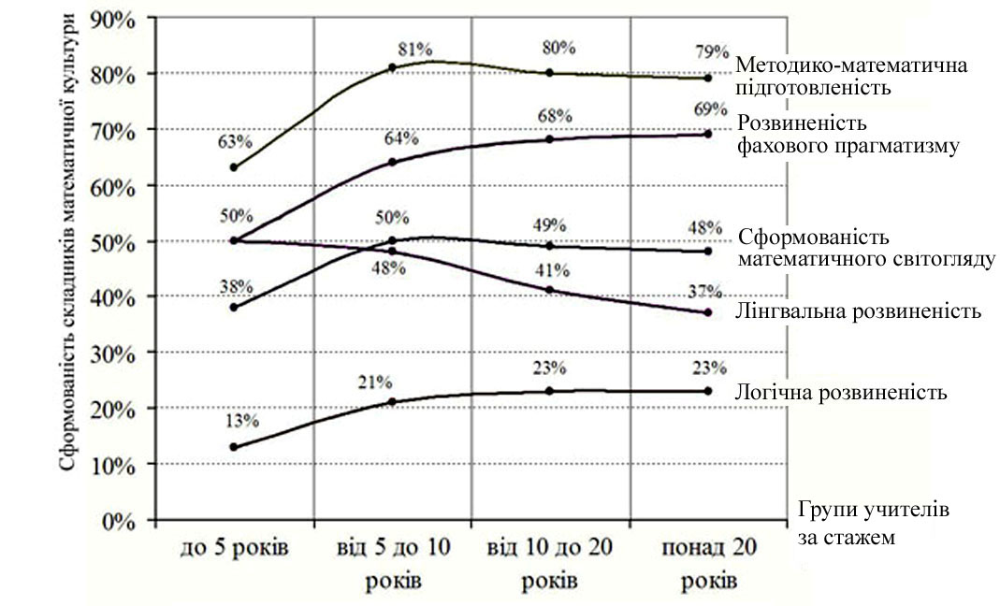 Сформованість складників математичної культури
90%
80%
70%
60%
50%
40%
30%
20%
10%
0%
63%
81%
80%
79%
Методико-математична
підготовленість
50%
64%
68%
69%
Розвиненість
фахового прагматизму
38%
50%
49%
48%
Сформованість
математичного світогляду
48%
41%
37%
Лінгвальна розвиненість
13%
21%
23%
23%
Логічна розвиненість
до 5 років
від 5 до 10
років
від 10 до 20
років
понад 20
років
Групи учителів
за стажем